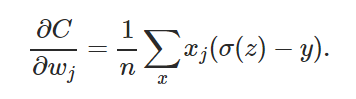 ∂C/∂w_j = 1/n ∑_x x_j(σ(z) − y).